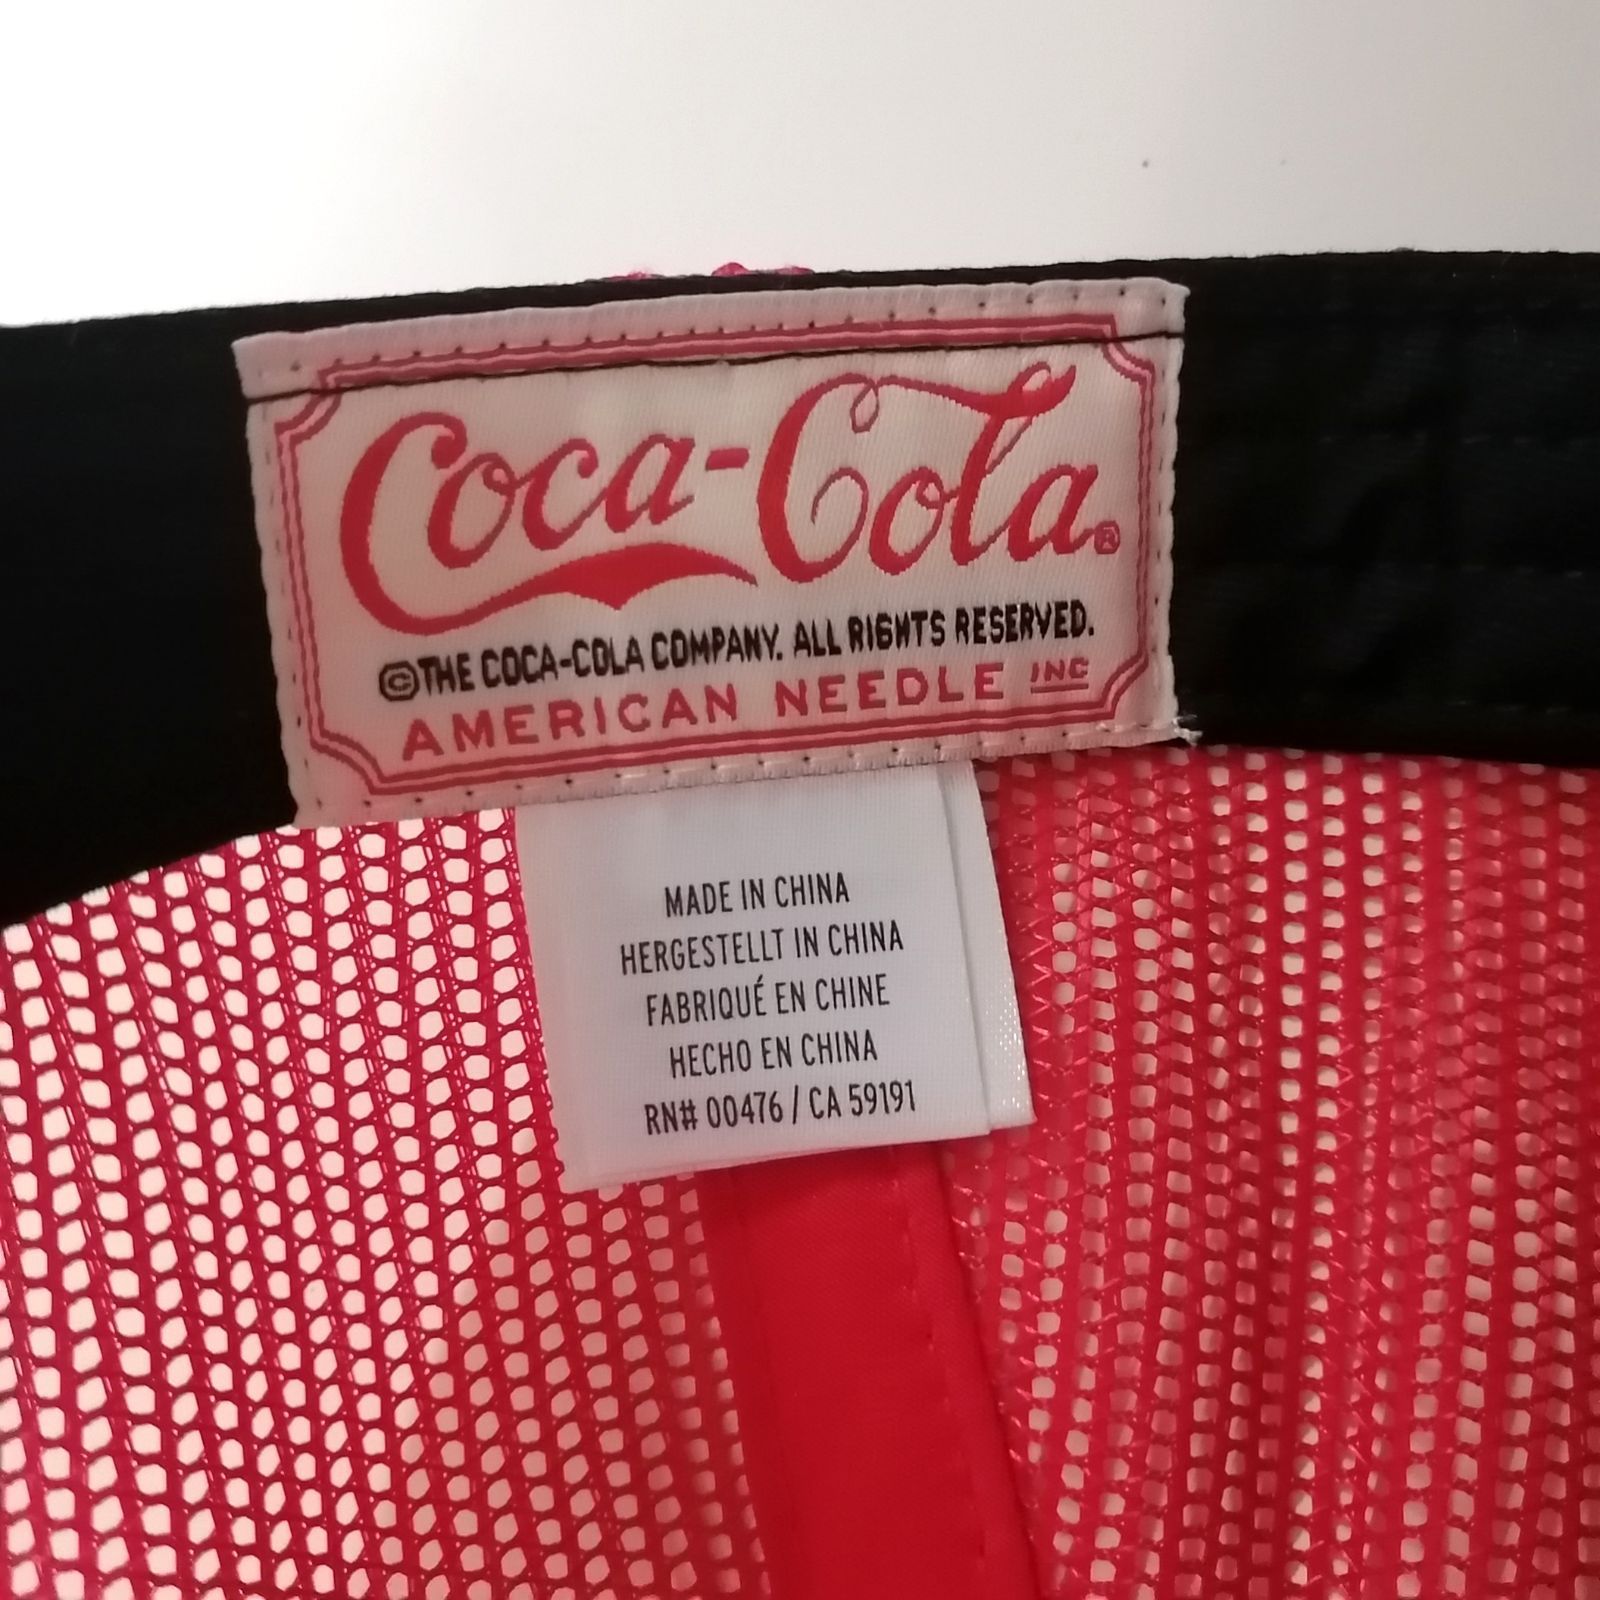 Coca-Cola®
©THE COCA-COLA COMPANY. ALL RIGHTS RESERVED.
AMERICAN NEEDLE INC
MADE IN CHINA
HERGESTELLT IN CHINA
FABRIQUÉ EN CHINE
HECHO EN CHINA
RN# 00476 / CA 59191